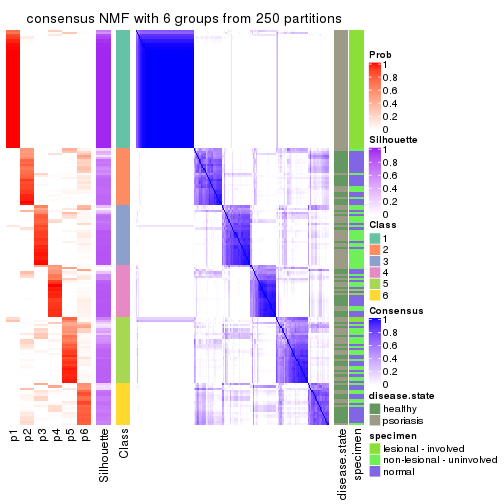 consensus NMF with 6 groups from 250 partitions
Prob
1
0.8
0.6
0.4
0.2
0
Silhouette
1
0.8
0.6
0.4
0.2
0
Class
1
2
3
4
5
6
Consensus
1
0.8
0.6
0.4
0.2
0
disease.state
healthy
psoriasis
specimen
lesional - involved
non-lesional - uninvolved
normal
p1
p2
p3
p4
p5
p6
Silhouette
Class
disease.state
specimen